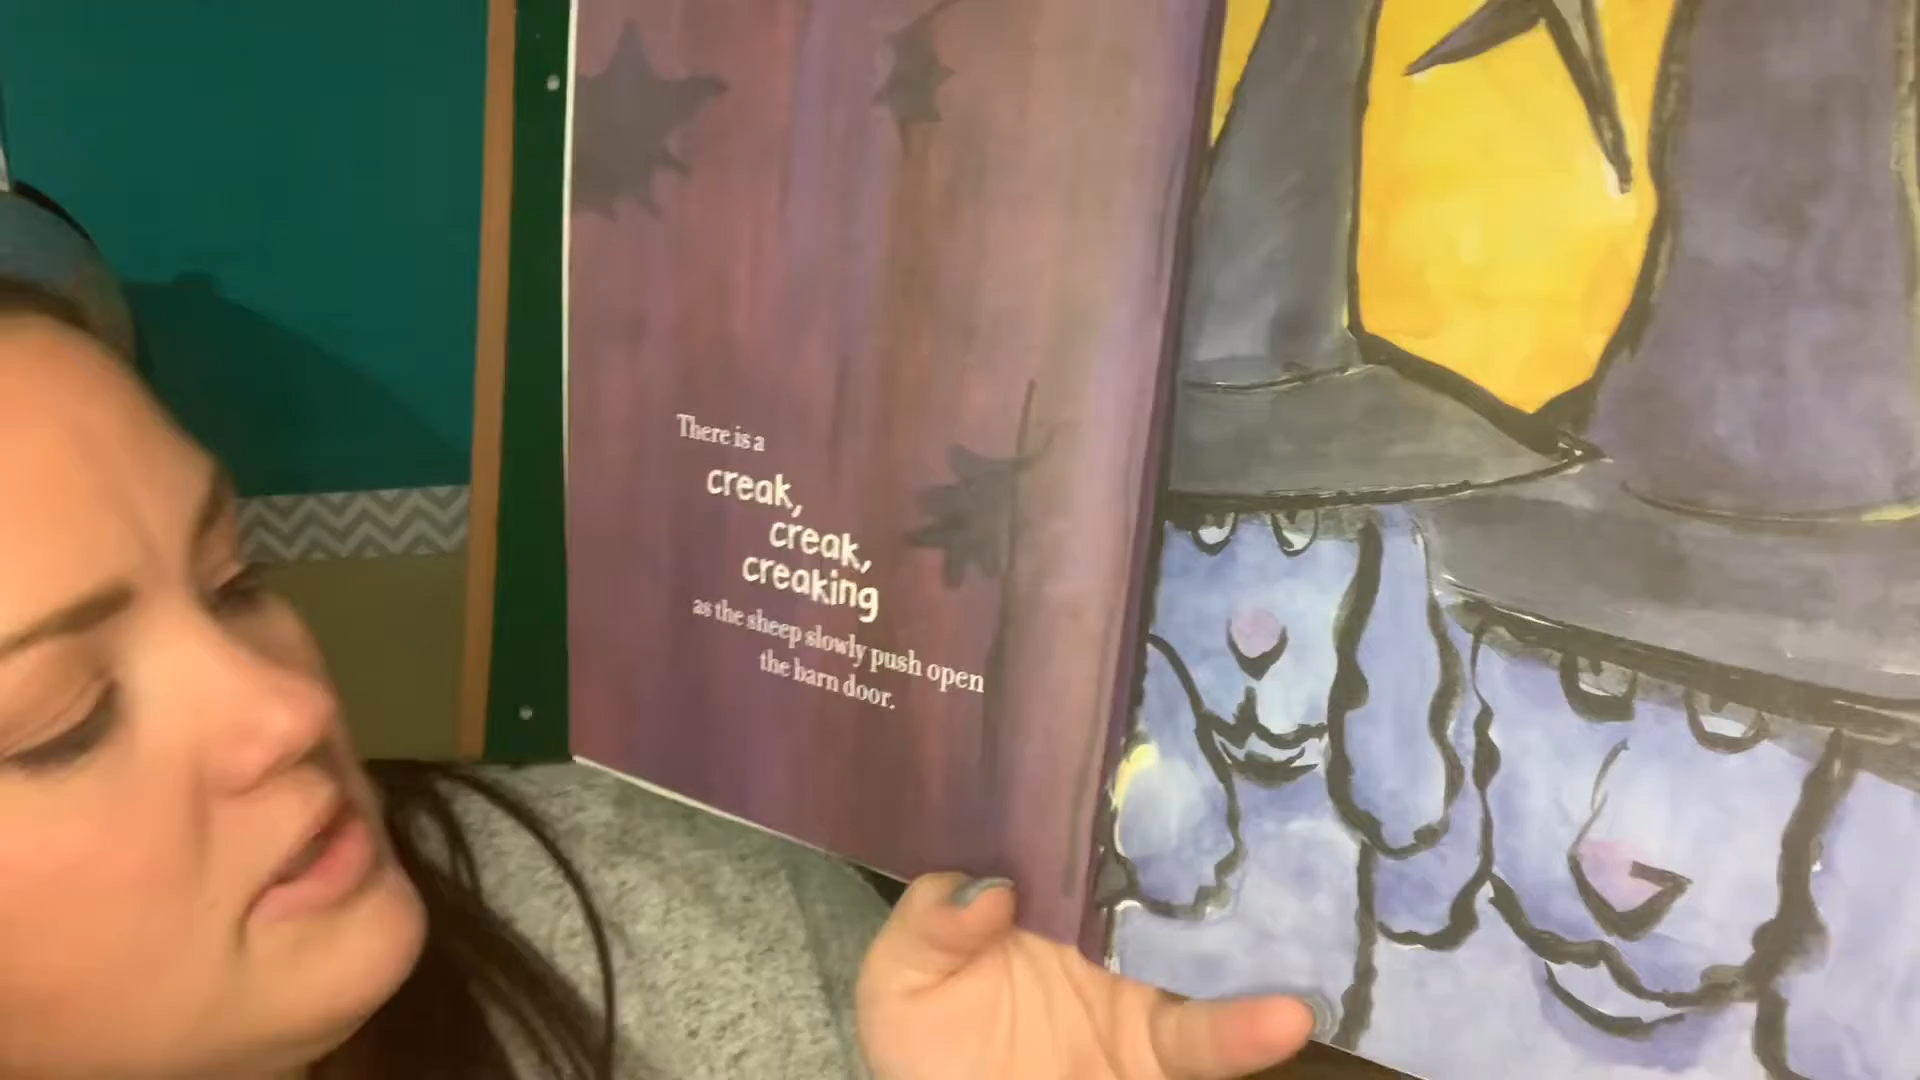 There is a
creak,
creak,
creaking
as the sheep slowly push open
the barn door.